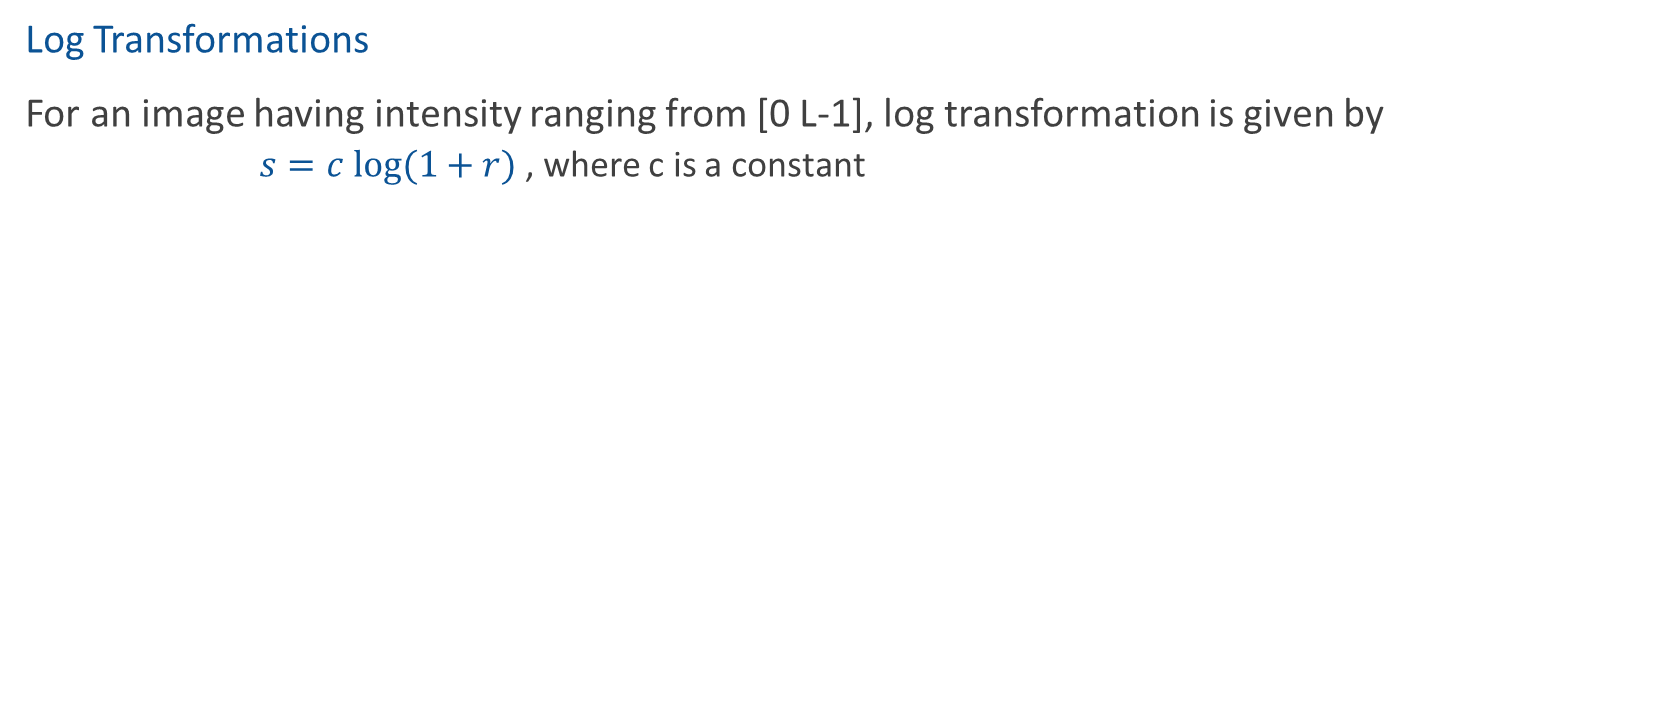 Log Transformations
For an image having intensity ranging from [0 L-1], log transformation is given by
s = c log(1 + r) , where c is a constant